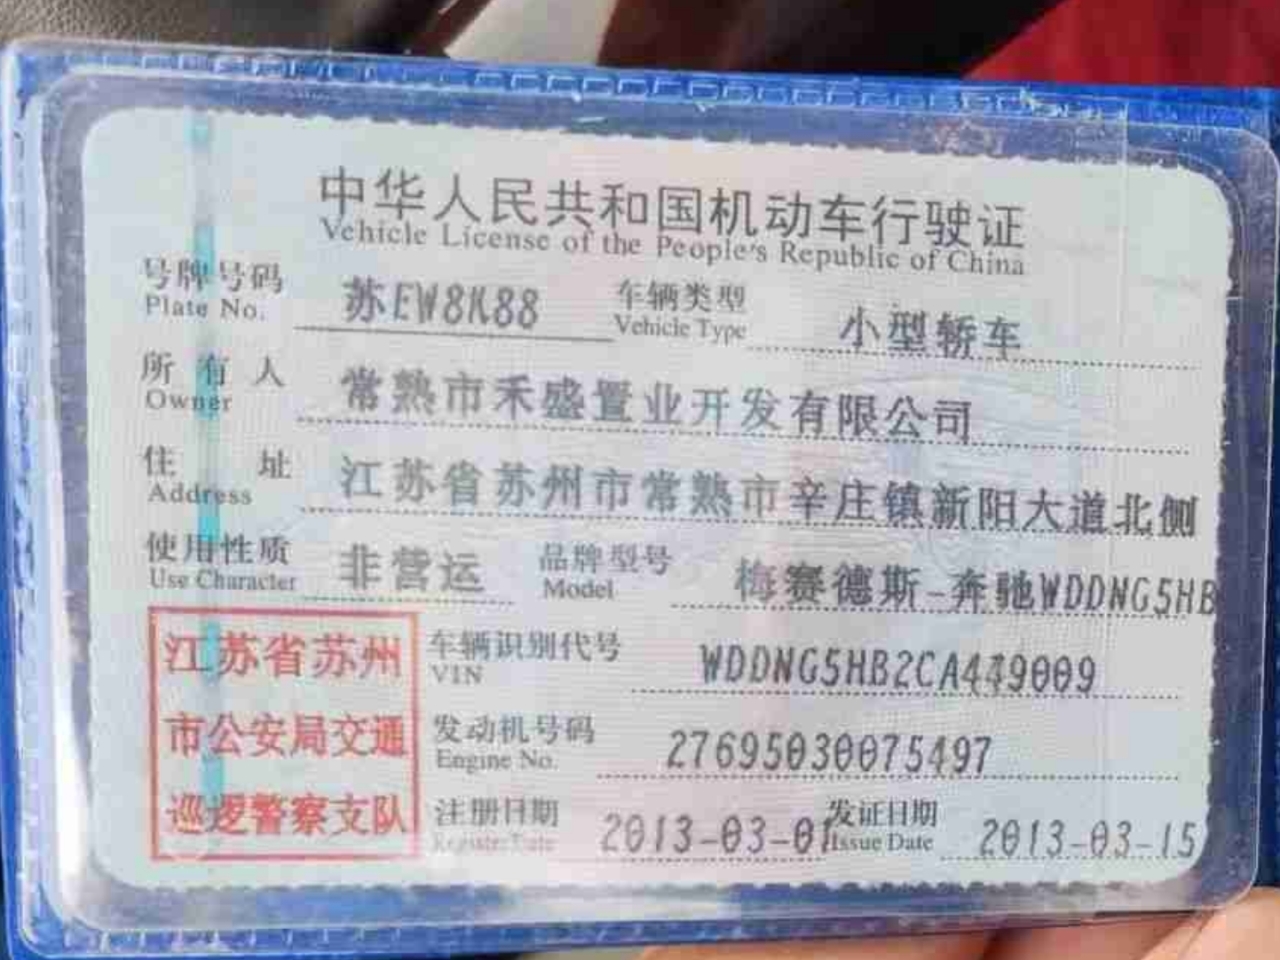 中华人民共和国机动车行驶证
Vehicle License of the People's Republic of China
号牌号码 苏EW8K88 车辆类型 小型轿车
Plate No. Vehicle Type
所有人 常熟市禾盛置业开发有限公司
Owner
住址 江苏省苏州市常熟市辛庄镇新阳大道北侧
Address
使用性质 非营运 品牌型号 梅赛德斯-奔驰WDDNG5HB
Use Character Model
江苏省苏州
市公安局交通
巡逻警察支队
车辆识别代号 WDDNG5HB2CA449009
VIN
发动机号码 27695030075497
Engine No.
注册日期 2013-03-01 发证日期 2013-03-15
Register Date Issue Date